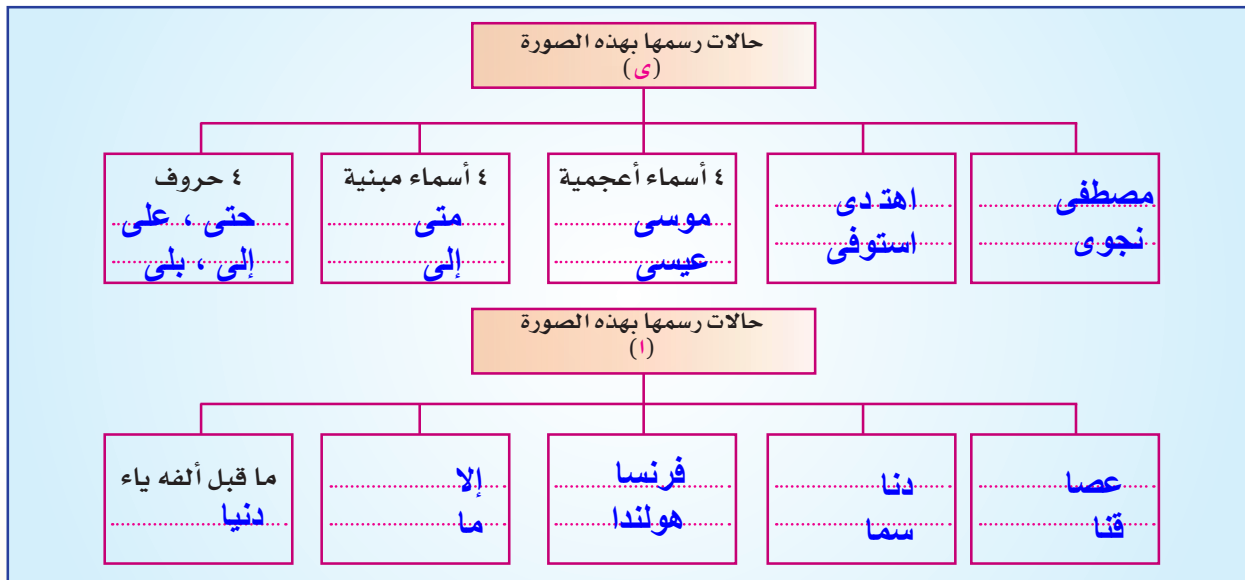 حالات رسمها بهذه الصورة
(ى)
مصطفى
نجوى
اهتدى
استوفى
٤ أسماء أعجمية
موسى
عيسى
٤ أسماء مبنية
متى
إلى
٤ حروف
حتى ، على
إلى ، بلى
حالات رسمها بهذه الصورة
(ا)
عصا
قنا
دنا
سما
فرنسا
هولندا
إلا
ما
ما قبل ألفه ياء
دنيا